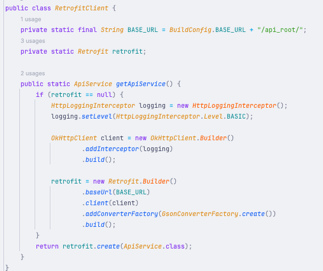 public class RetrofitClient {
1 usage
private static final String BASE_URL = BuildConfig.BASE_URL + "/api_root/";
3 usages
private static Retrofit retrofit;
2 usages
public static ApiService getApiService() {
if (retrofit == null) {
HttpLoggingInterceptor logging = new HttpLoggingInterceptor();
logging.setLevel(HttpLoggingInterceptor.Level.BASIC);
OkHttpClient client = new OkHttpClient.Builder()
.addInterceptor(logging)
.build();
retrofit = new Retrofit.Builder()
.baseUrl(BASE_URL)
.client(client)
.addConverterFactory(GsonConverterFactory.create())
.build();
}
return retrofit.create(ApiService.class);
}
}